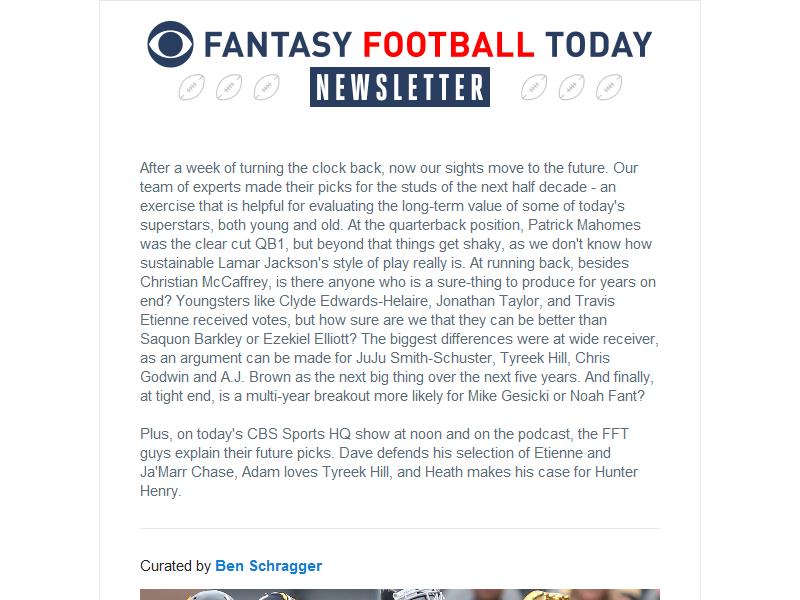 FANTASY FOOTBALL TODAY
NEWSLETTER
After a week of turning the clock back, now our sights move to the future. Our
team of experts made their picks for the studs of the next half decade - an
exercise that is helpful for evaluating the long-term value of some of today's
superstars, both young and old. At the quarterback position, Patrick Mahomes
was the clear cut QB1, but beyond that things get shaky, as we don't know how
sustainable Lamar Jackson's style of play really is. At running back, besides
Christian McCaffrey, is there anyone who is a sure-thing to produce for years on
end? Youngsters like Clyde Edwards-Helaire, Jonathan Taylor, and Travis
Etienne received votes, but how sure are we that they can be better than
Saquon Barkley or Ezekiel Elliott? The biggest differences were at wide receiver,
as an argument can be made for JuJu Smith-Schuster, Tyreek Hill, Chris
Godwin and A.J. Brown as the next big thing over the next five years. And finally,
at tight end, is a multi-year breakout more likely for Mike Gesicki or Noah Fant?
Plus, on today's CBS Sports HQ show at noon and on the podcast, the FFT
guys explain their future picks. Dave defends his selection of Etienne and
Ja'Marr Chase, Adam loves Tyreek Hill, and Heath makes his case for Hunter
Henry.
Curated by Ben Schragger